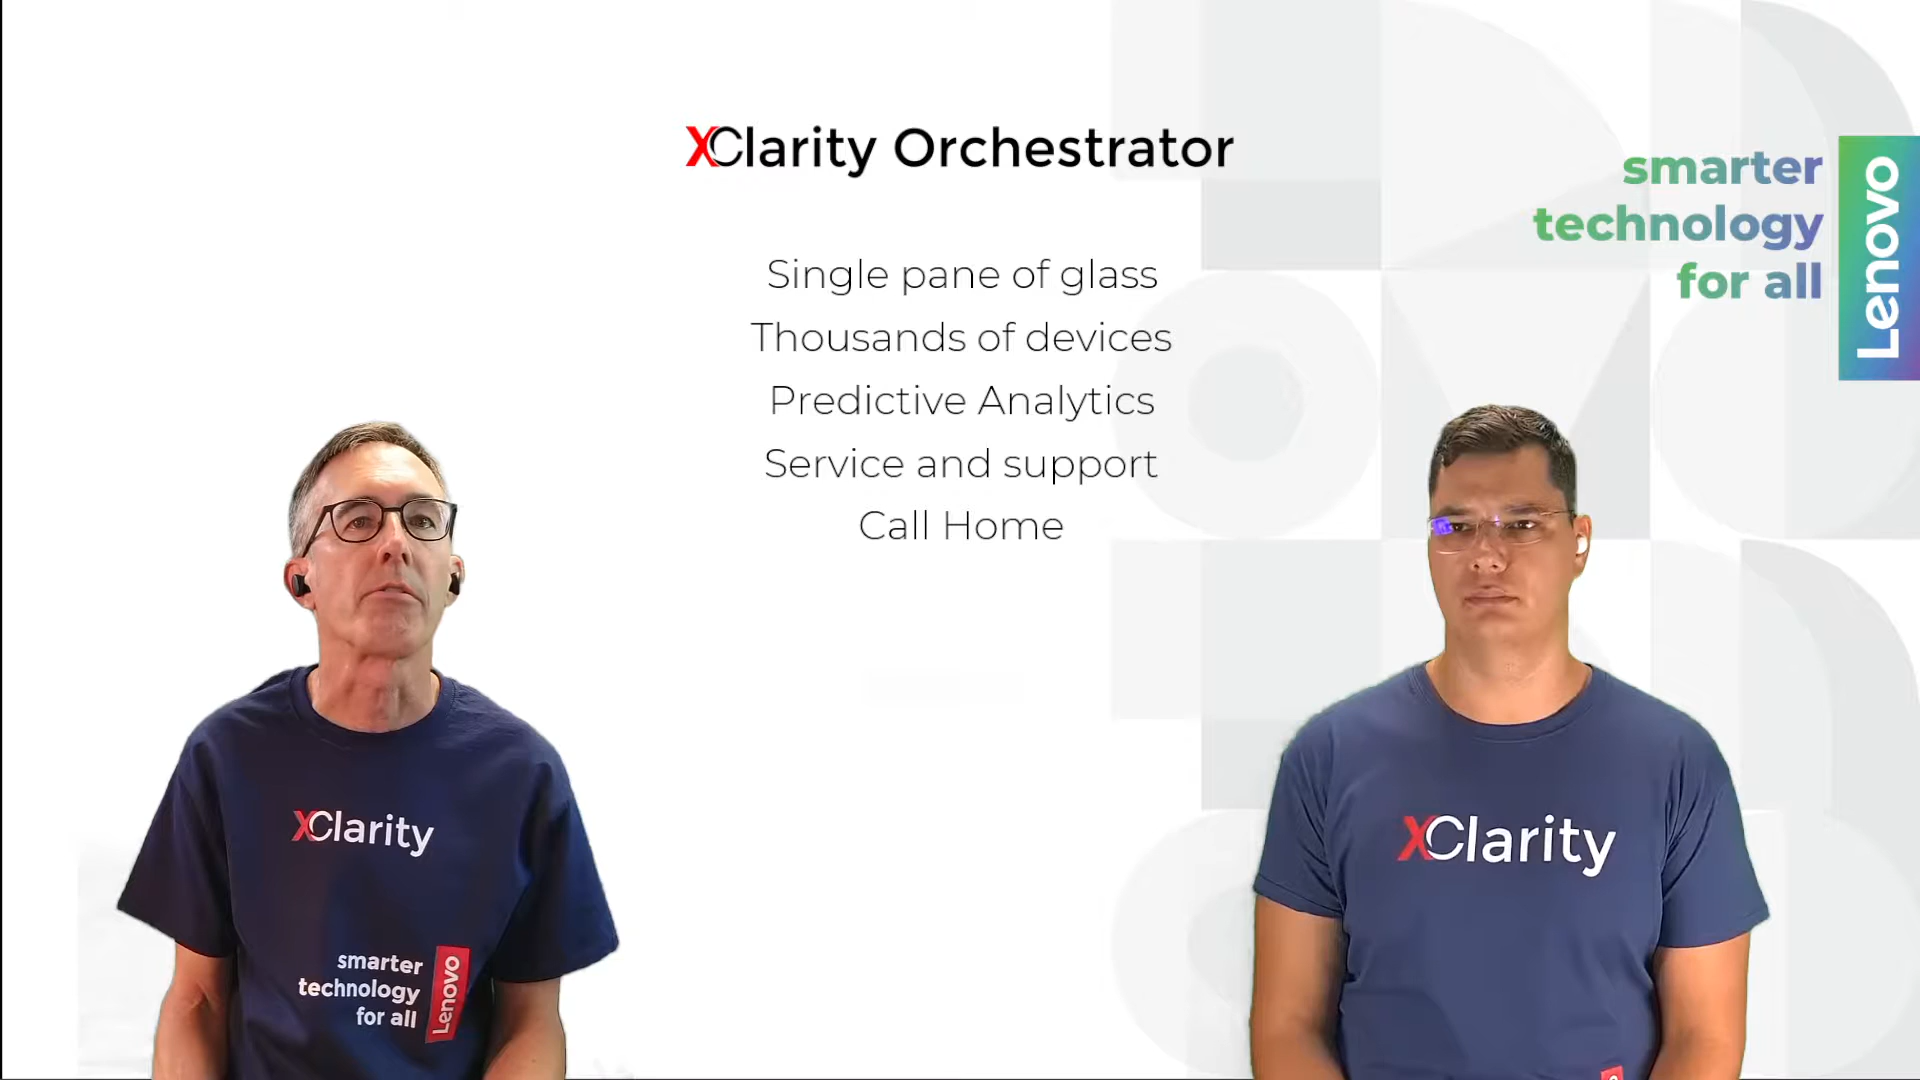 XClarity Orchestrator
Single pane of glass
Thousands of devices
Predictive Analytics
Service and support
Call Home
smarter
technology
for all
Lenovo
XClarity
smarter
technology
for all
Lenovo
XClarity